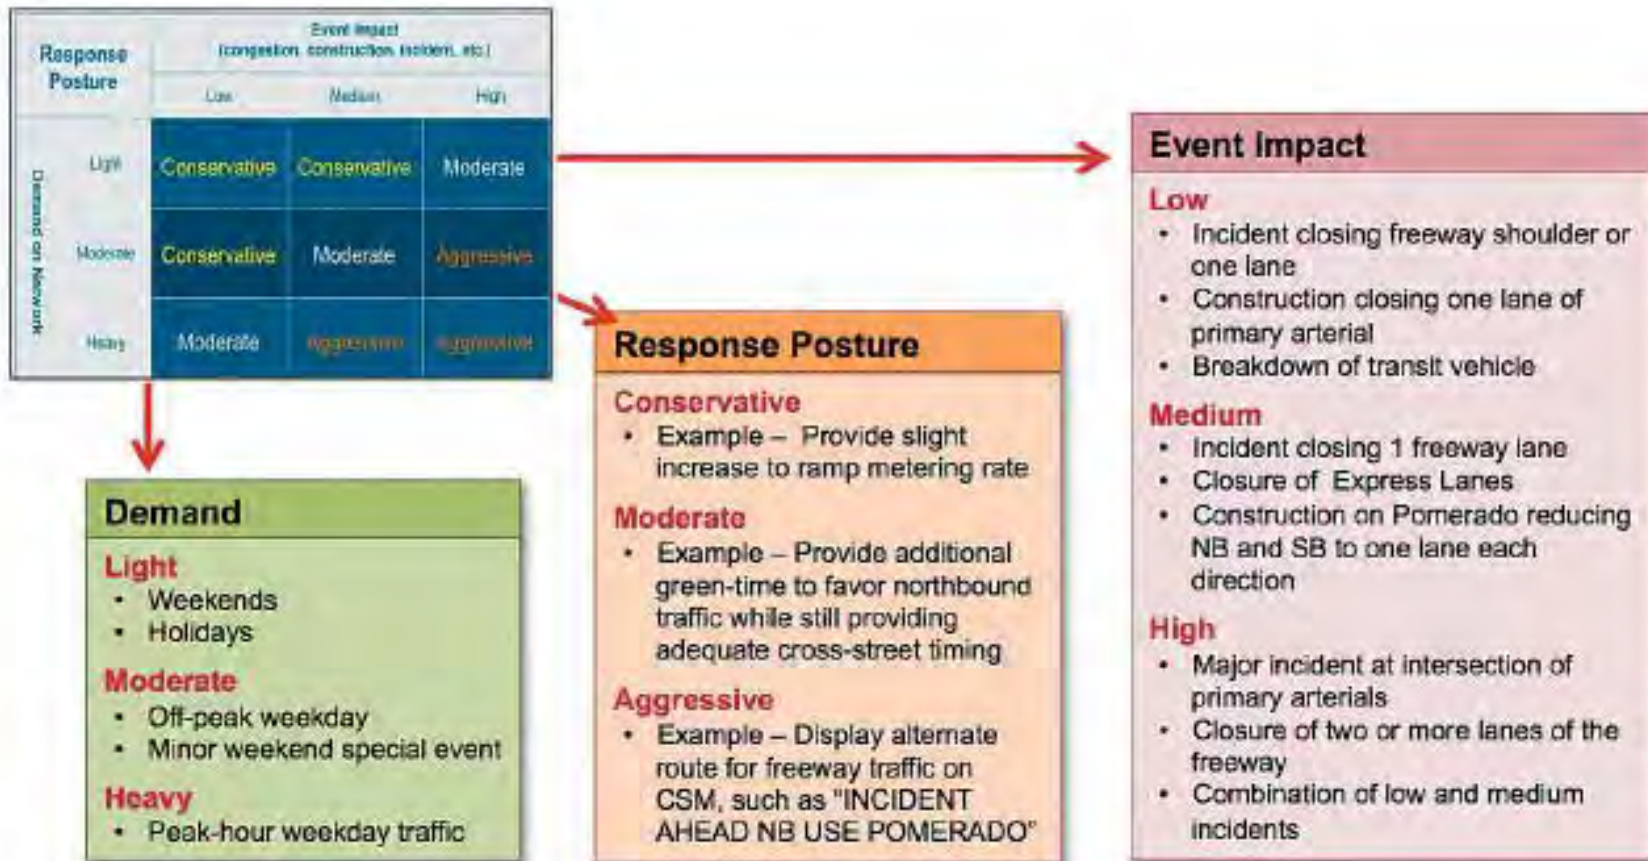 Response Posture
Event Impact
(congestion, construction, incident, etc.)
Low Medium High
Demand on Network
Light Conservative Conservative Moderate
Moderate Conservative Moderate Aggressive
Heavy Moderate Aggressive Aggressive
Demand
Light
• Weekends
• Holidays
Moderate
• Off-peak weekday
• Minor weekend special event
Heavy
• Peak-hour weekday traffic
Response Posture
Conservative
• Example – Provide slight
increase to ramp metering rate
Moderate
• Example – Provide additional
green-time to favor northbound
traffic while still providing
adequate cross-street timing
Aggressive
• Example – Display alternate
route for freeway traffic on
CSM, such as "INCIDENT
AHEAD NB USE POMERADO"
Event Impact
Low
• Incident closing freeway shoulder or
one lane
• Construction closing one lane of
primary arterial
• Breakdown of transit vehicle
Medium
• Incident closing 1 freeway lane
• Closure of Express Lanes
• Construction on Pomerado reducing
NB and SB to one lane each
direction
High
• Major incident at intersection of
primary arterials
• Closure of two or more lanes of the
freeway
• Combination of low and medium
incidents